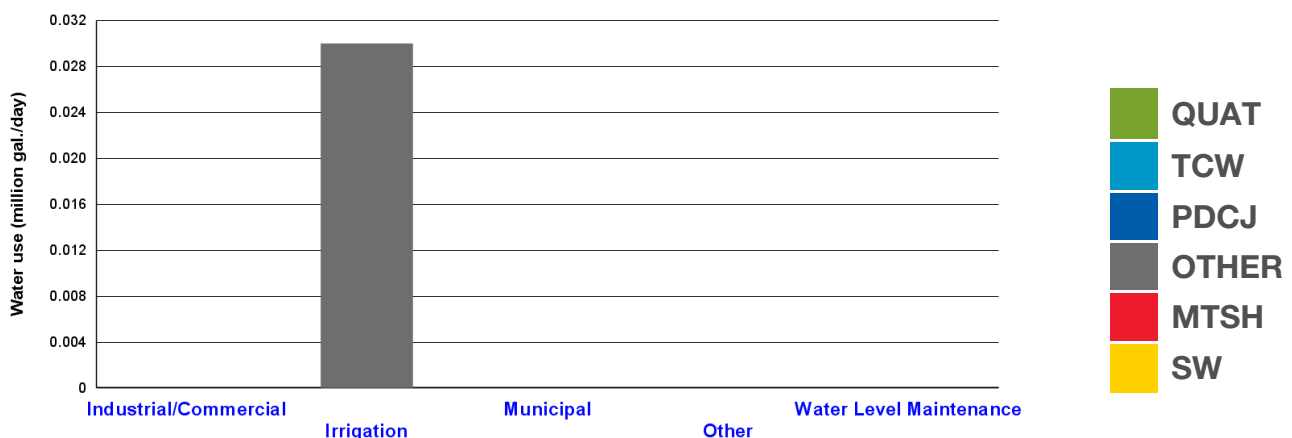 Water use (million gal./day)
0.032
0.028
0.024
0.020
0.016
0.012
0.008
0.004
0
Industrial/Commercial
Irrigation
Municipal
Other
Water Level Maintenance
QUAT
TCW
PDCJ
OTHER
MTSH
SW